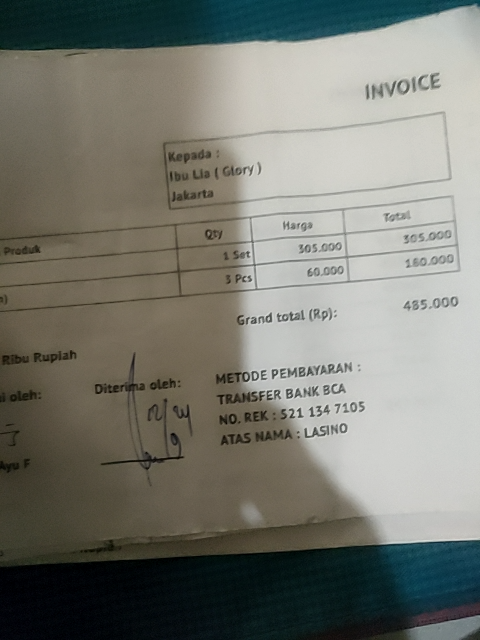 INVOICE
Kepada :
Ibu Lia ( Glory )
Jakarta
Produk Qty Harga Total
1 Set 305.000 305.000
3 Pcs 60.000 180.000
Grand total (Rp): 485.000
Ribu Rupiah
oleh: Diterima oleh:
Ayu F
METODE PEMBAYARAN :
TRANSFER BANK BCA
NO. REK : 521 134 7105
ATAS NAMA : LASINO